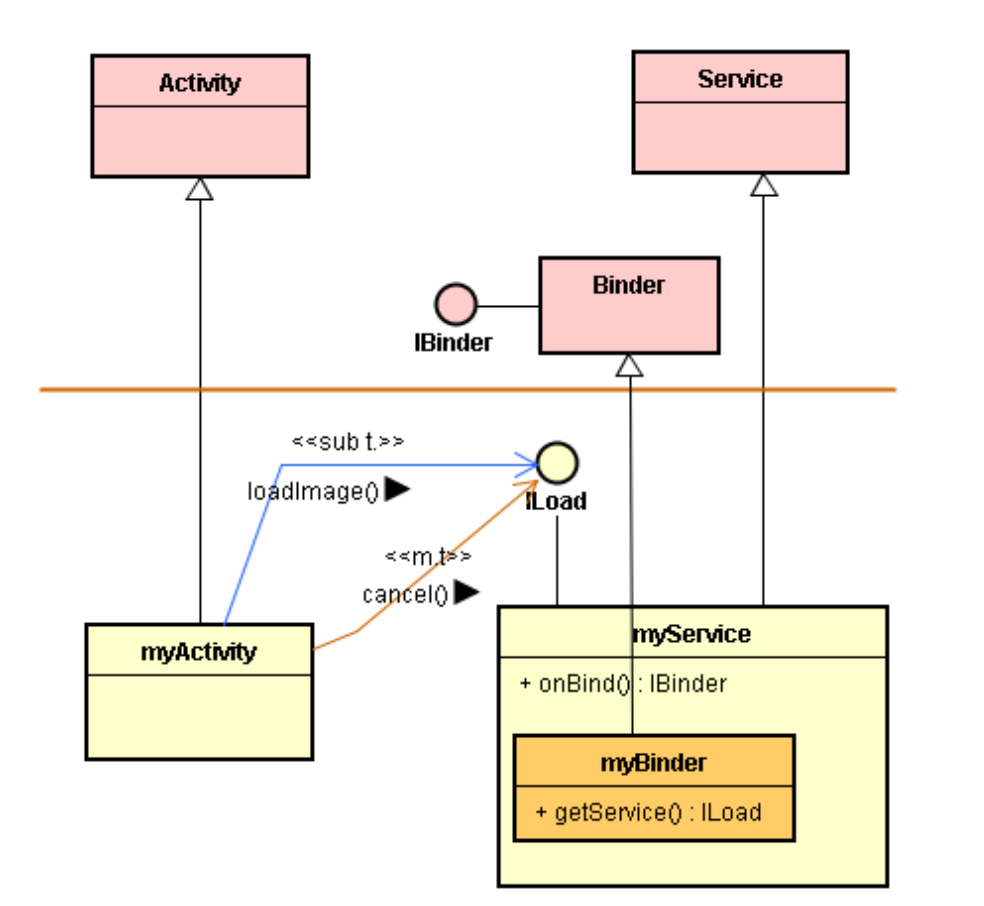 Activity
Service
Binder
IBinder
<<sub t.>>
loadImage()
ILoad
<<m.t>>
cancel()
myActivity
myService
+ onBind() : IBinder
myBinder
+ getService() : ILoad